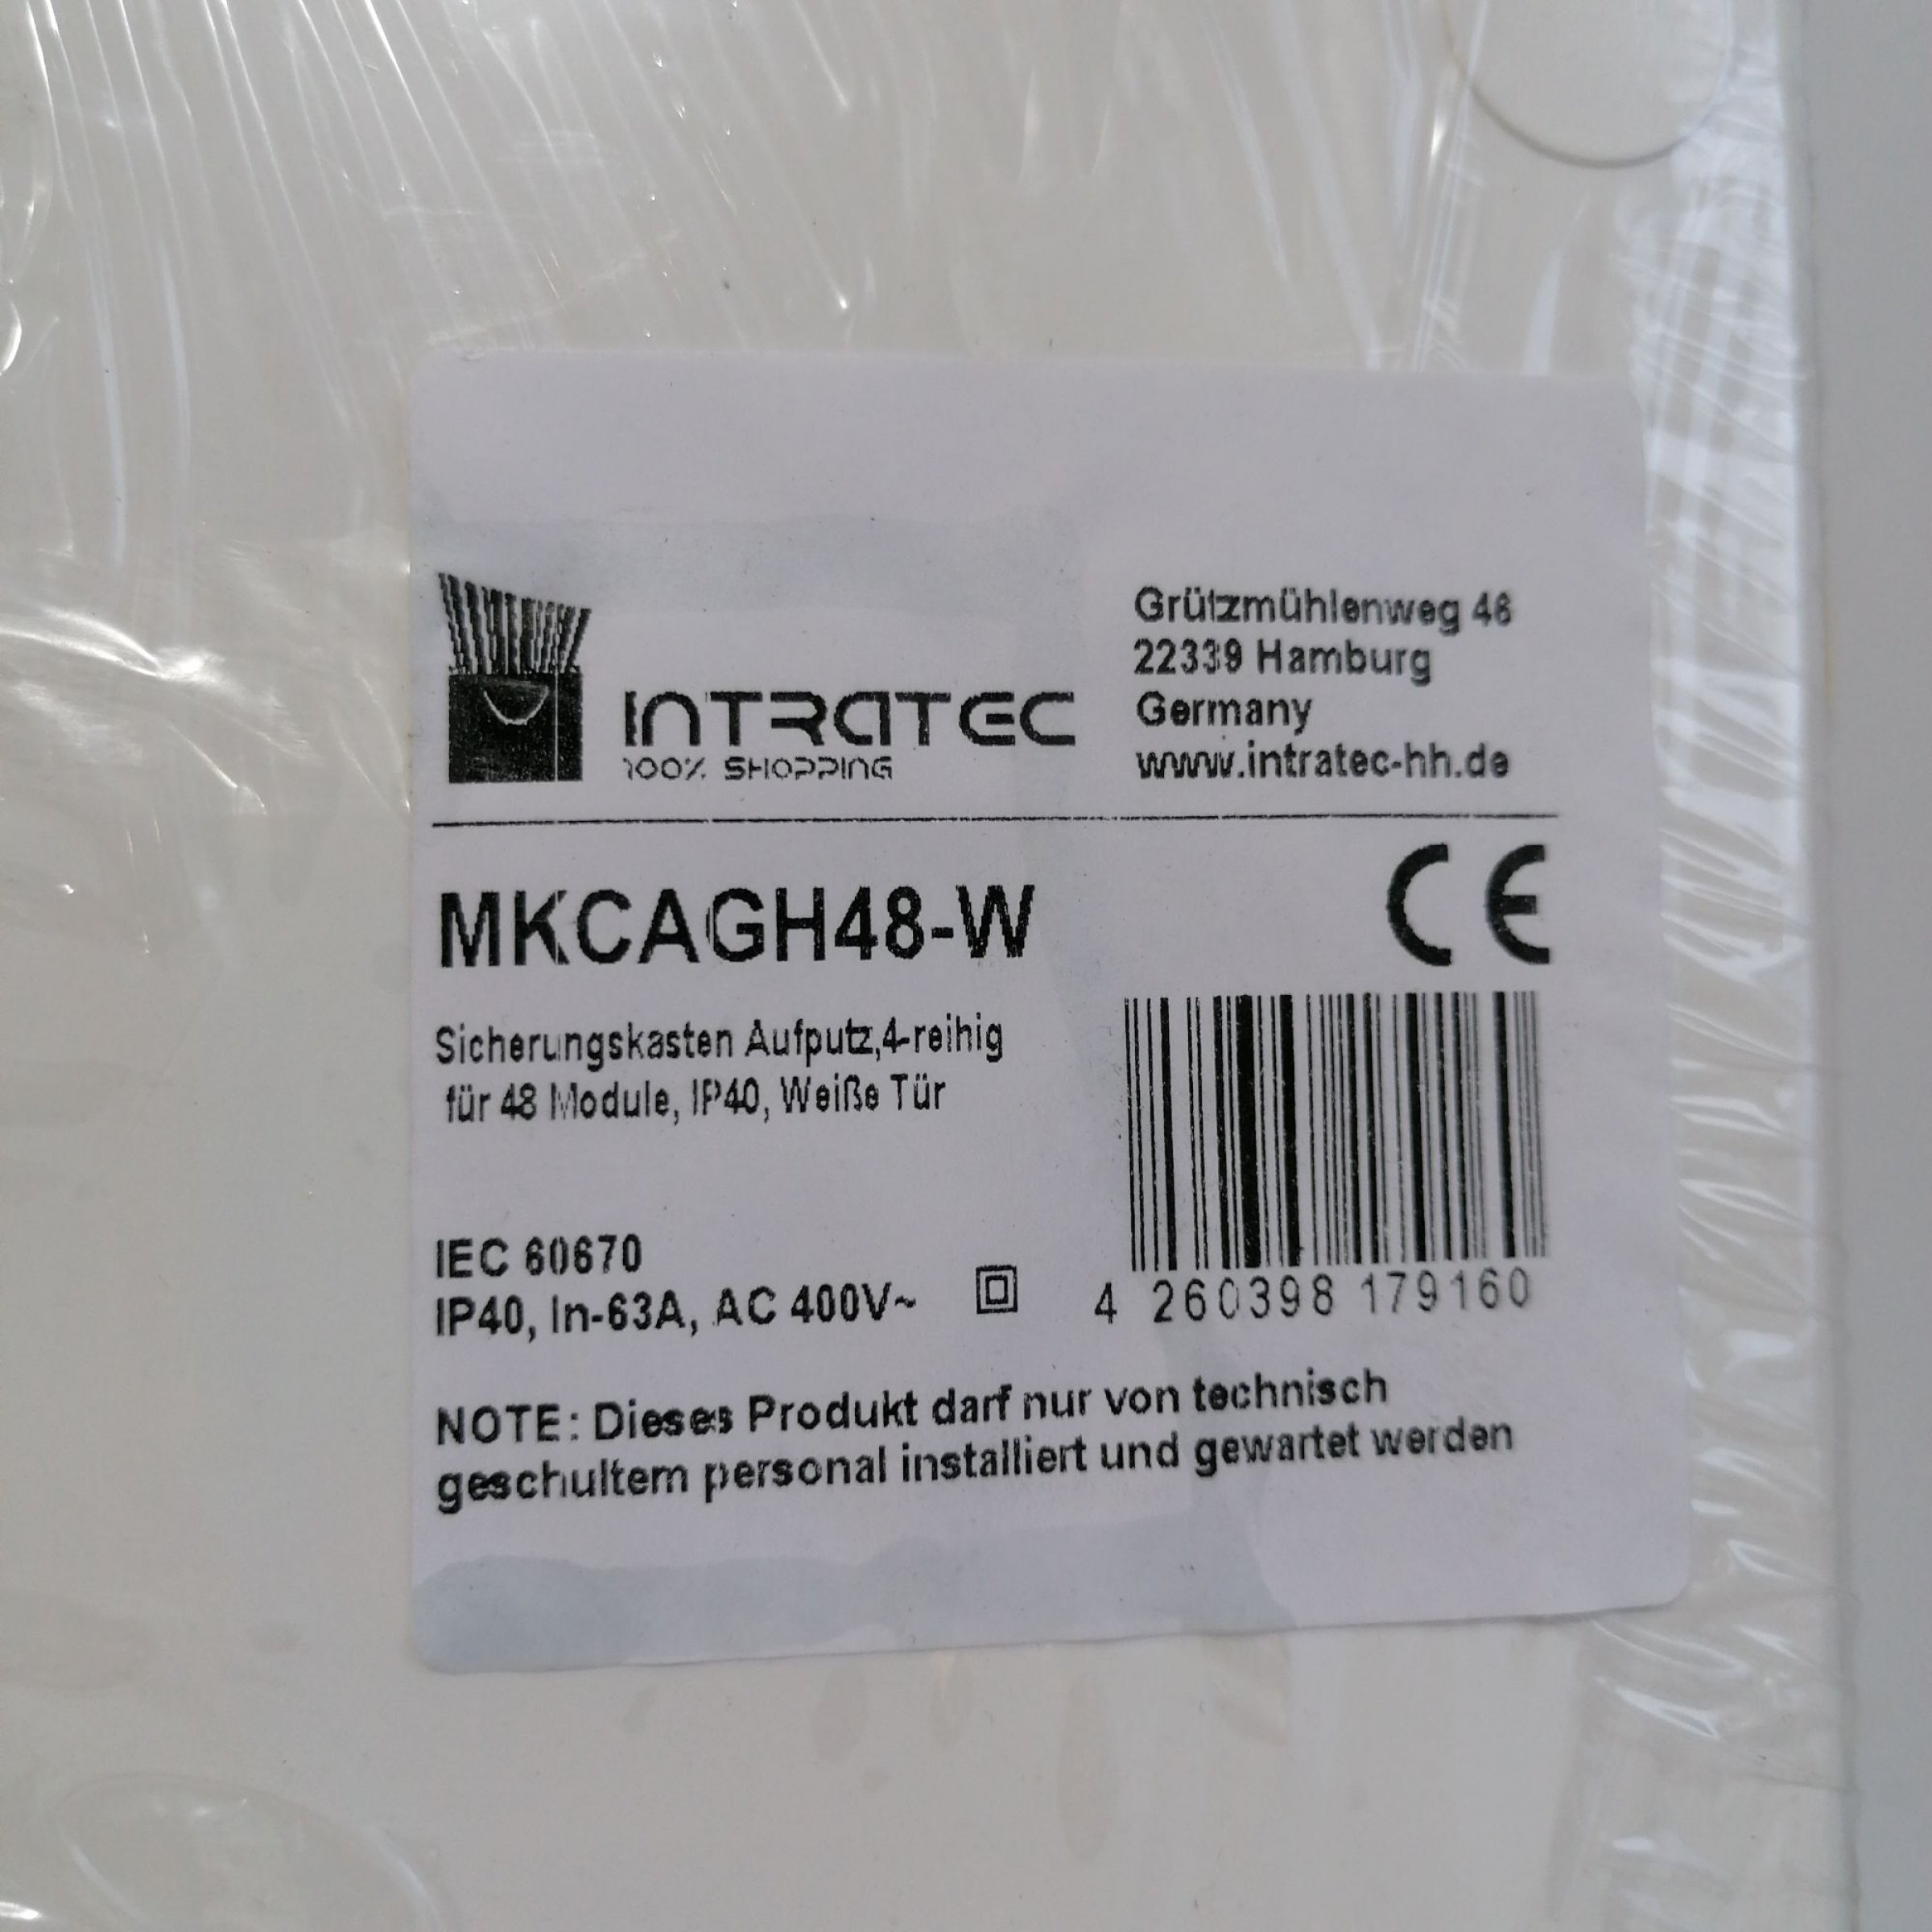 INTRATEC
100% SHOPPING
Grützmühlenweg 46
22339 Hamburg
Germany
www.intratec-hh.de
MKCAGH48-W
CE
Sicherungskasten Aufputz,4-reihig
für 48 Module, IP40, Weiße Tür
IEC 60670
IP40, In-63A, AC 400V~
4 260398 179160
NOTE: Dieses Produkt darf nur von technisch
geschultem personal installiert und gewartet werden